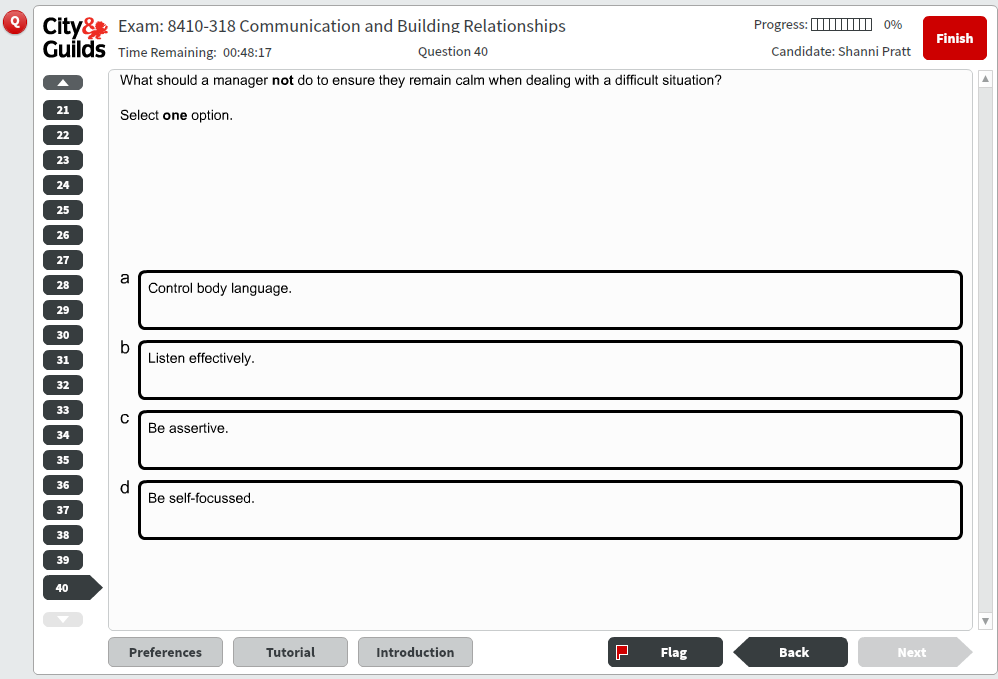 Q
City& Guilds
Exam: 8410-318 Communication and Building Relationships
Progress: 0%
Finish
Time Remaining: 00:48:17
Question 40
Candidate: Shanni Pratt
21
22
23
24
25
26
27
28
29
30
31
32
33
34
35
36
37
38
39
40
What should a manager not do to ensure they remain calm when dealing with a difficult situation?
Select one option.
a
Control body language.
b
Listen effectively.
c
Be assertive.
d
Be self-focussed.
Preferences
Tutorial
Introduction
Flag
Back
Next